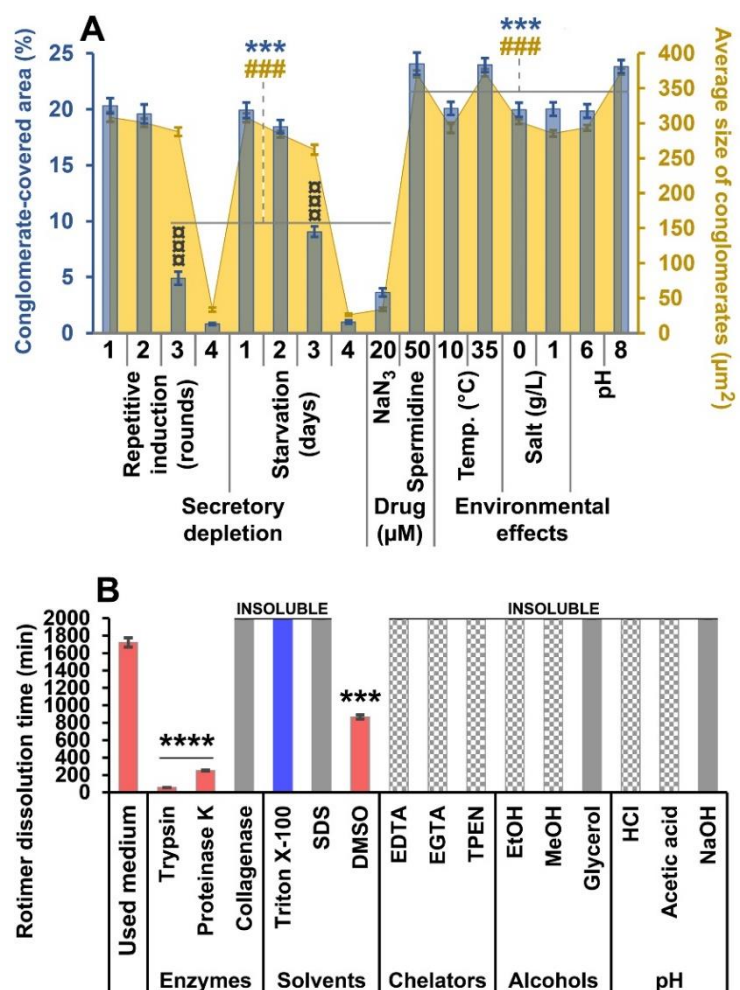 A
Conglomerate-covered area (%)
25
20
15
10
5
0
***
###
***
###
¤¤¤
¤¤¤
400
350
300
250
200
150
100
50
0
Average size of conglomerates (µm²)
1 2 3 4 1 2 3 4 20 50 10 35 0 1 6 8
Repetitive
induction
(rounds)
Starvation
(days)
NaN₃
Spermidine
Temp. (°C)
Salt (g/L)
pH
Secretory
depletion
Drug
(µM)
Environmental
effects
B
Rotimer dissolution time (min)
2000
1800
1600
1400
1200
1000
800
600
400
200
0
INSOLUBLE
INSOLUBLE
****
***
Used medium
Trypsin
Proteinase K
Collagenase
Triton X-100
SDS
DMSO
EDTA
EGTA
TPEN
EtOH
MeOH
Glycerol
HCl
Acetic acid
NaOH
Enzymes
Solvents
Chelators
Alcohols
pH